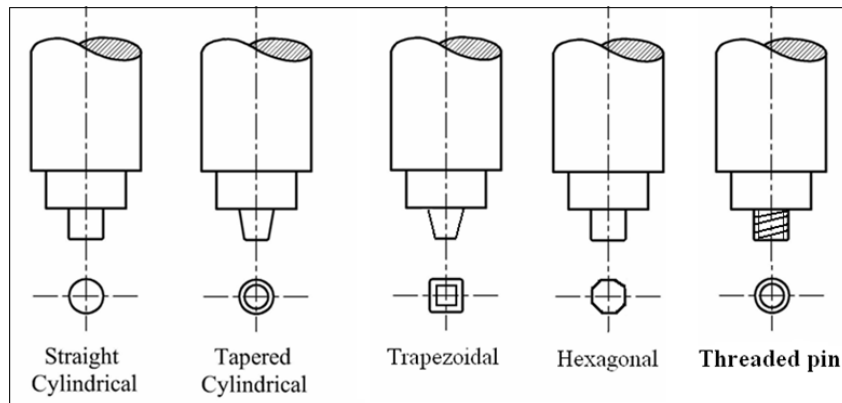 Straight
Cylindrical
Tapered
Cylindrical
Trapezoidal
Hexagonal
Threaded pin